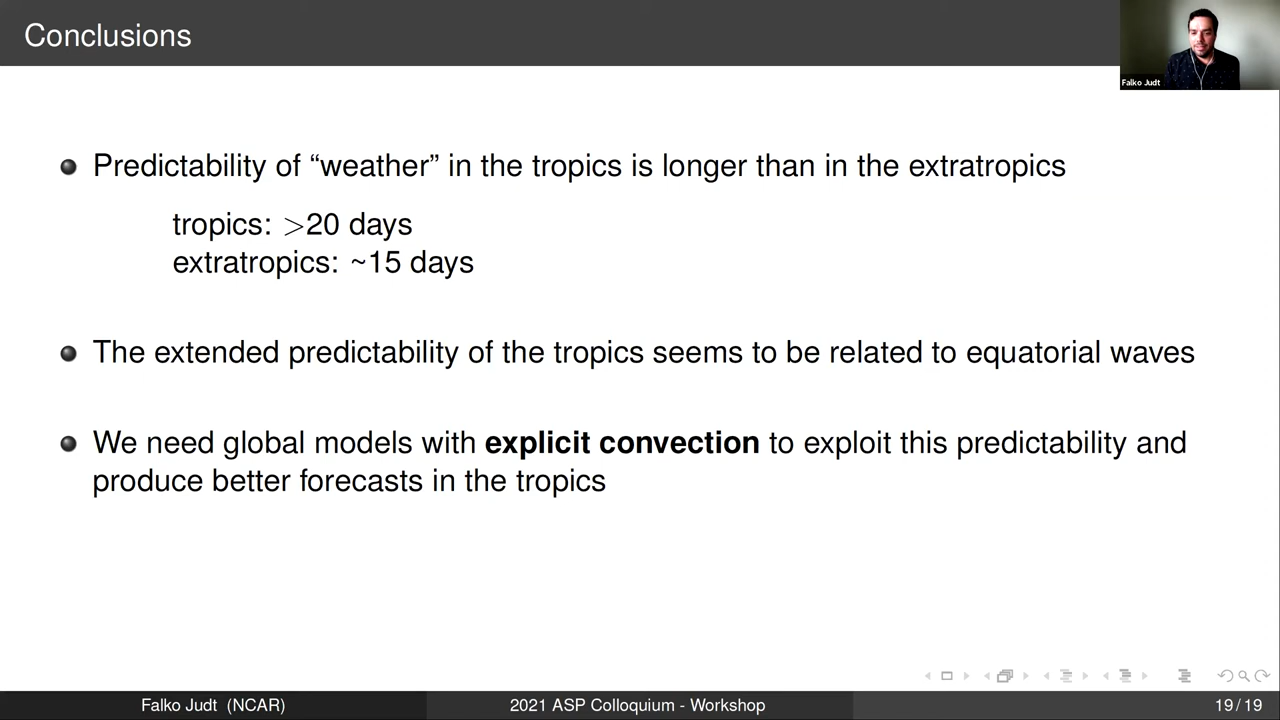 Conclusions
Falko Judt
Predictability of “weather” in the tropics is longer than in the extratropics
tropics: >20 days
extratropics: ~15 days
The extended predictability of the tropics seems to be related to equatorial waves
We need global models with explicit convection to exploit this predictability and
produce better forecasts in the tropics
Falko Judt (NCAR)
2021 ASP Colloquium - Workshop
19 / 19